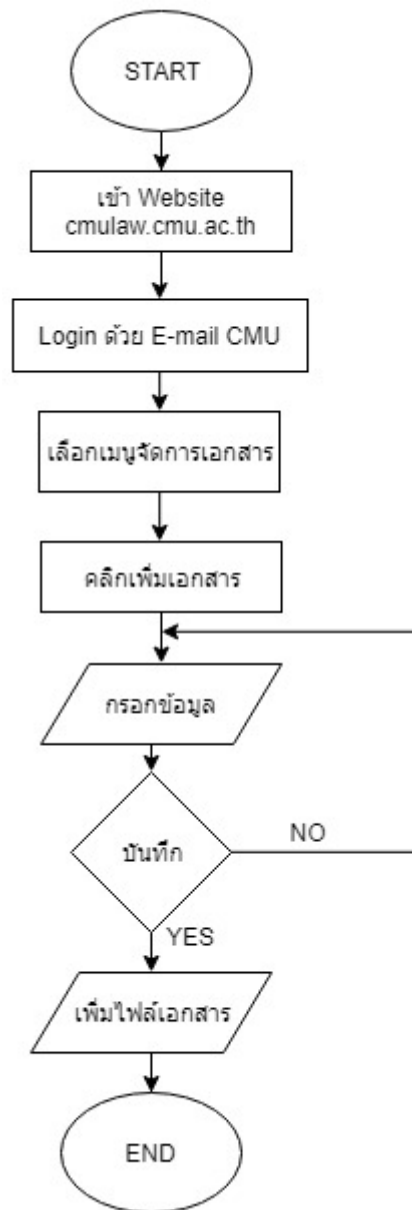 START
เข้า Website
cmulaw.cmu.ac.th
Login ด้วย E-mail CMU
เลือกเมนูจัดการเอกสาร
คลิกเพิ่มเอกสาร
กรอกข้อมูล
บันทึก
NO
YES
เพิ่มไฟล์เอกสาร
END